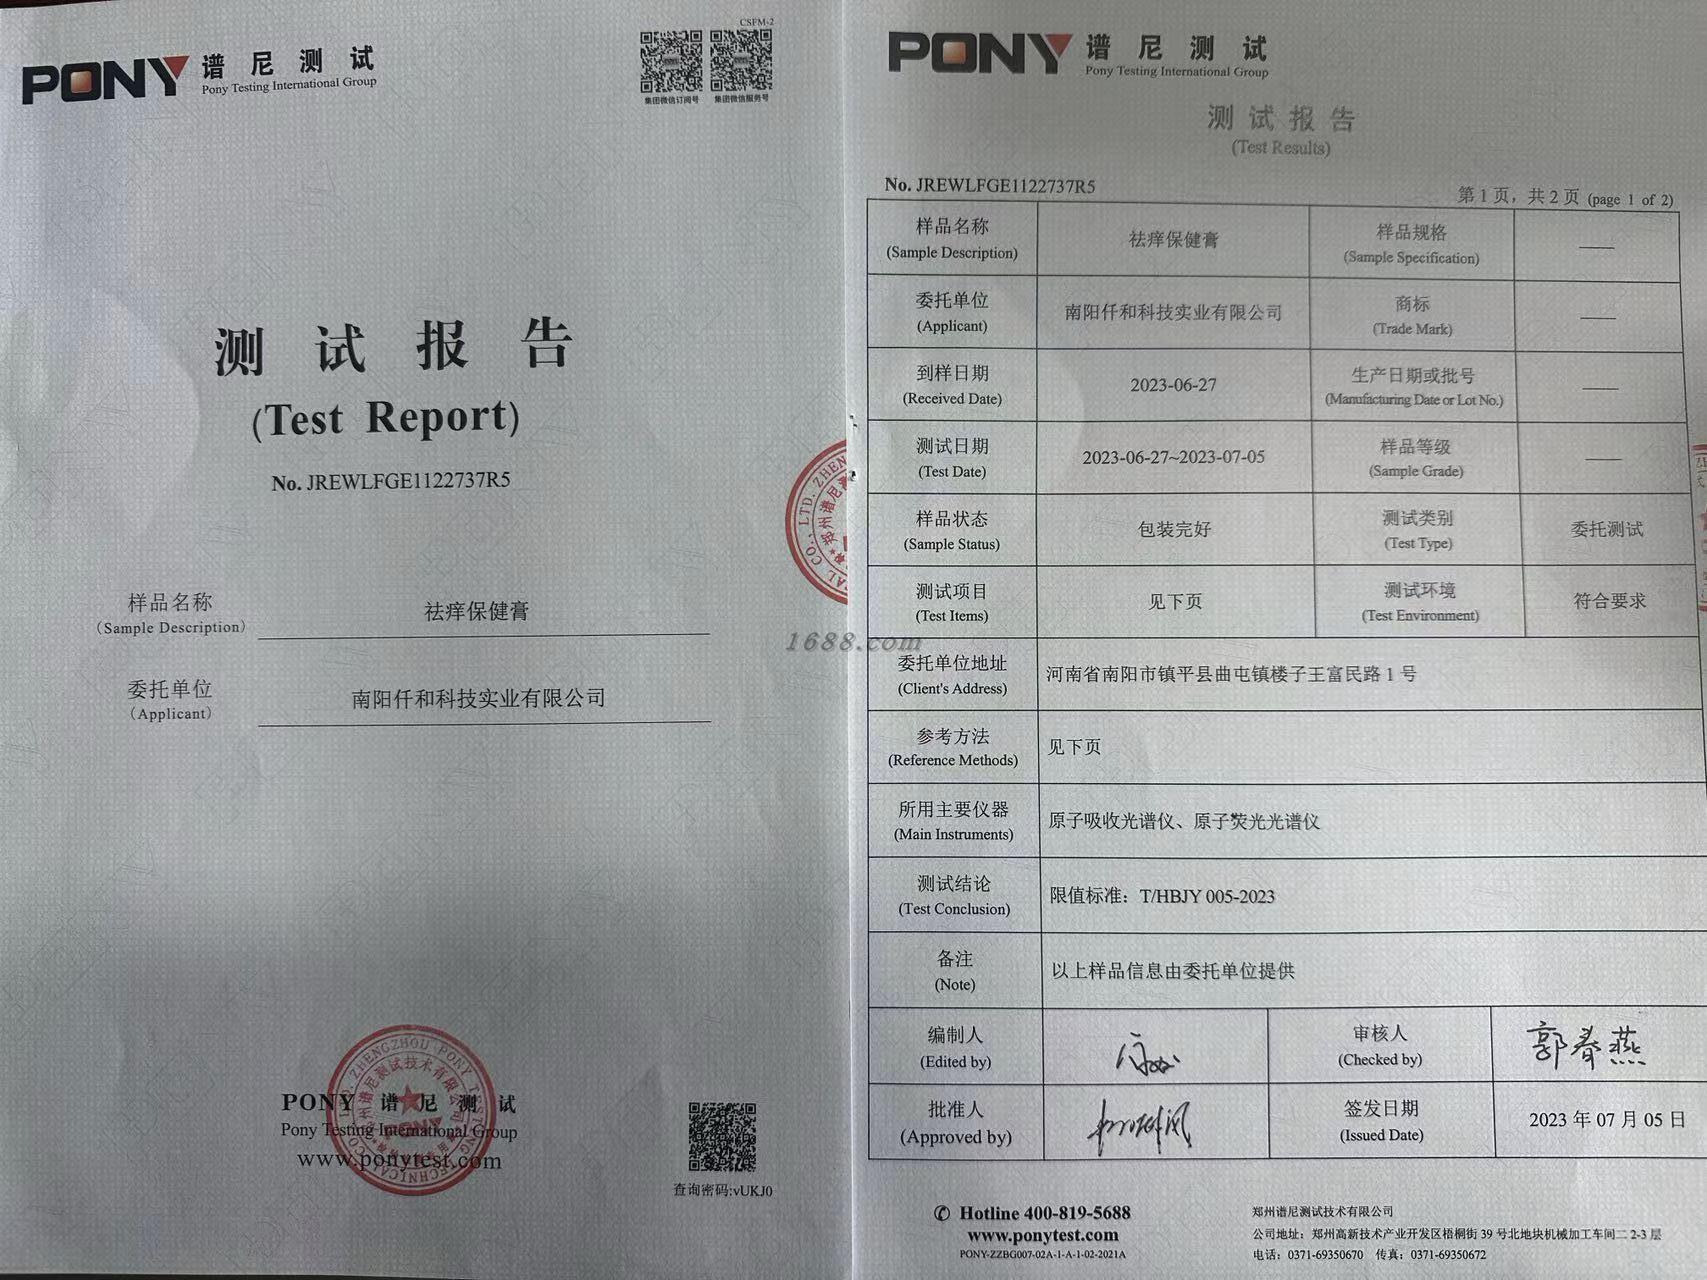 PONY 谱尼测试
Pony Testing International Group
CSFM-2
集团微信订阅号 集团微信服务号
测试报告
(Test Report)
No. JREWLFGE1122737R5
样品名称
(Sample Description)
祛痒保健膏
委托单位
(Applicant)
南阳仟和科技实业有限公司
PONY 谱尼测试
Pony Testing International Group
www.ponytest.com
查询密码:vUKJ0
1688.com
PONY 谱尼测试
Pony Testing International Group
测试报告
(Test Results)
No. JREWLFGE1122737R5
第 1 页，共 2 页 (page 1 of 2)
样品名称
(Sample Description)
祛痒保健膏
样品规格
(Sample Specification)
——
委托单位
(Applicant)
南阳仟和科技实业有限公司
商标
(Trade Mark)
——
到样日期
(Received Date)
2023-06-27
生产日期或批号
(Manufacturing Date or Lot No.)
——
测试日期
(Test Date)
2023-06-27~2023-07-05
样品等级
(Sample Grade)
——
样品状态
(Sample Status)
包装完好
测试类别
(Test Type)
委托测试
测试项目
(Test Items)
见下页
测试环境
(Test Environment)
符合要求
委托单位地址
(Client's Address)
河南省南阳市镇平县曲屯镇楼子王富民路 1 号
参考方法
(Reference Methods)
见下页
所用主要仪器
(Main Instruments)
原子吸收光谱仪、原子荧光光谱仪
测试结论
(Test Conclusion)
限值标准：T/HBJY 005-2023
备注
(Note)
以上样品信息由委托单位提供
编制人
(Edited by)
审核人
(Checked by)
郭春燕
批准人
(Approved by)
签发日期
(Issued Date)
2023 年 07 月 05 日
Hotline 400-819-5688
www.ponytest.com
PONY-ZZBG007-02A-1-A-1-02-2021A
郑州谱尼测试技术有限公司
公司地址：郑州高新技术产业开发区梧桐街 39 号北地块机械加工车间二 2-3 层
电话：0371-69350670 传真：0371-69350672